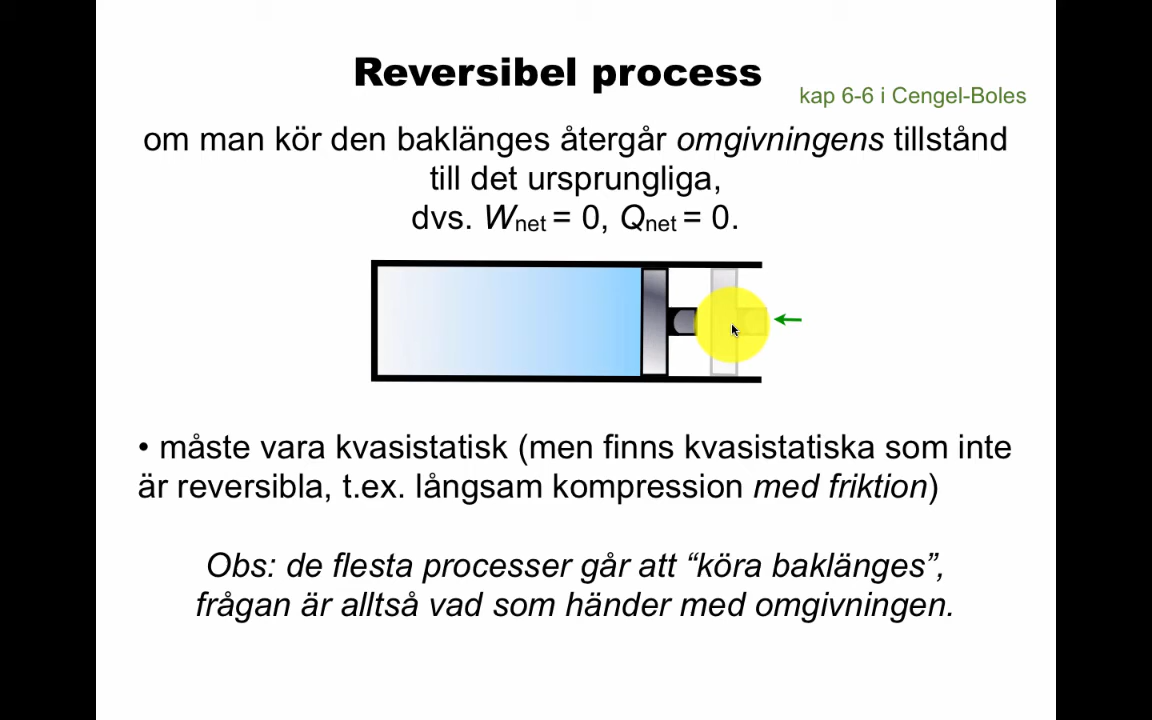 Reversibel process
kap 6-6 i Cengel-Boles
om man kör den baklänges återgår omgivningens tillstånd
till det ursprungliga,
dvs. Wnet = 0, Qnet = 0.
• måste vara kvasistatisk (men finns kvasistatiska som inte
är reversibla, t.ex. långsam kompression med friktion)
Obs: de flesta processer går att “köra baklänges”,
frågan är alltså vad som händer med omgivningen.